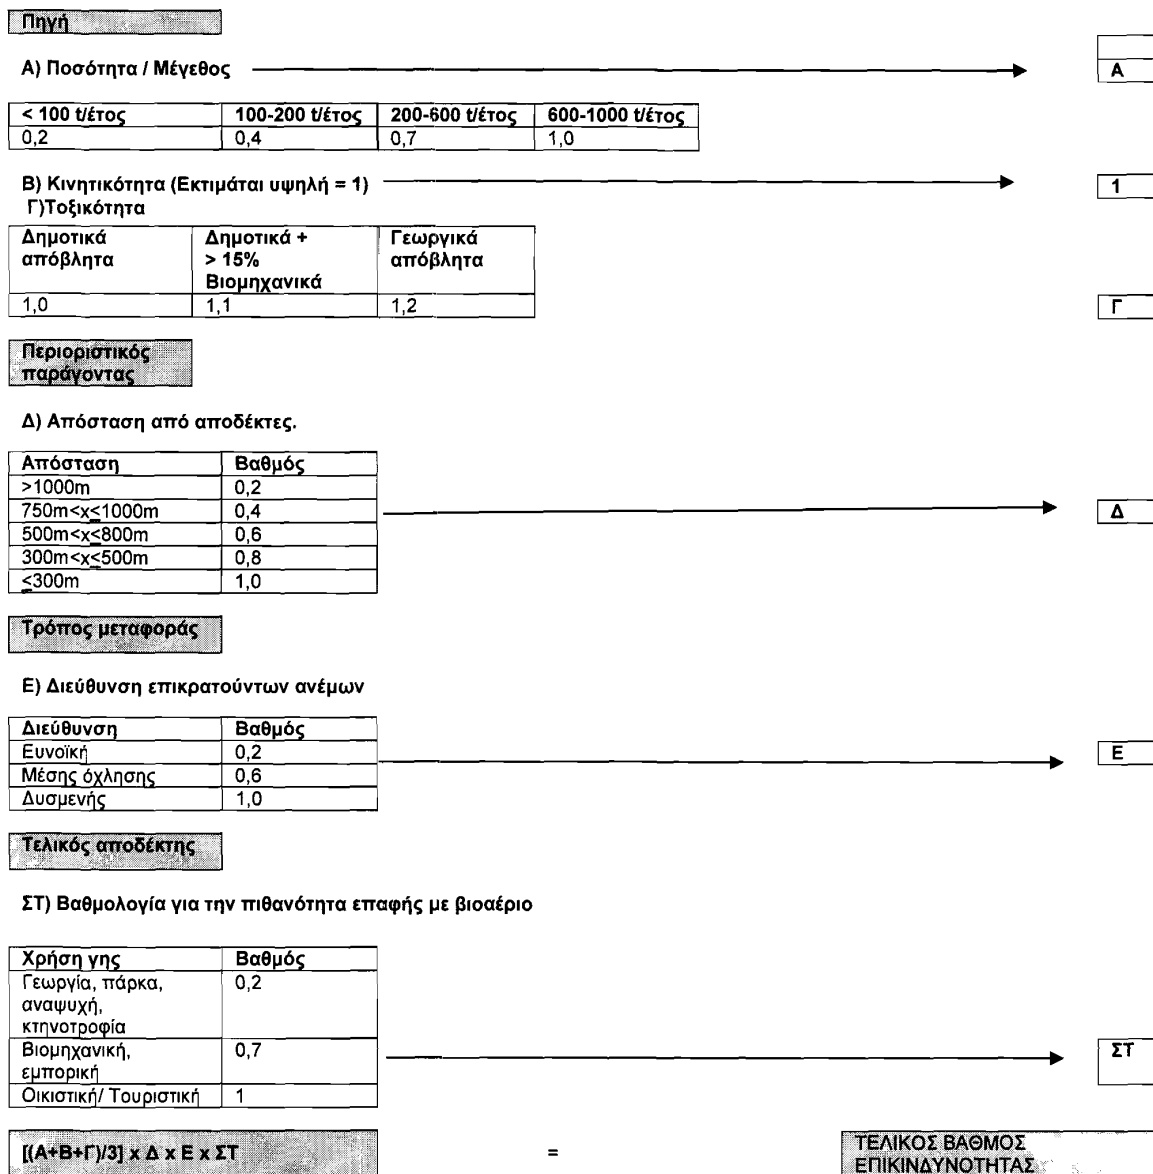 Πηγή
Α) Ποσότητα / Μέγεθος
Α
< 100 t/έτος 100-200 t/έτος 200-600 t/έτος 600-1000 t/έτος
0,2 0,4 0,7 1,0
Β) Κινητικότητα (Εκτιμάται υψηλή = 1)
1
Γ)Τοξικότητα
Δημοτικά Δημοτικά + Γεωργικά
απόβλητα > 15% απόβλητα
Βιομηχανικά
1,0 1,1 1,2
Γ
Περιοριστικός
παράγοντας
Δ) Απόσταση από αποδέκτες.
Απόσταση Βαθμός
>1000m 0,2
750m<x≤1000m 0,4
Δ
500m<x≤800m 0,6
300m<x≤500m 0,8
≤300m 1,0
Τρόπος μεταφοράς
Ε) Διεύθυνση επικρατούντων ανέμων
Διεύθυνση Βαθμός
Ευνοϊκή 0,2
Ε
Μέσης όχλησης 0,6
Δυσμενής 1,0
Τελικός αποδέκτης
ΣΤ) Βαθμολογία για την πιθανότητα επαφής με βιοαέριο
Χρήση γης Βαθμός
Γεωργία, πάρκα, 0,2
αναψυχή,
κτηνοτροφία
Βιομηχανική, 0,7
ΣΤ
εμπορική
Οικιστική/ Τουριστική 1
[(Α+Β+Γ)/3] x Δ x Ε x ΣΤ = ΤΕΛΙΚΟΣ ΒΑΘΜΟΣ
ΕΠΙΚΙΝΔΥΝΟΤΗΤΑΣ